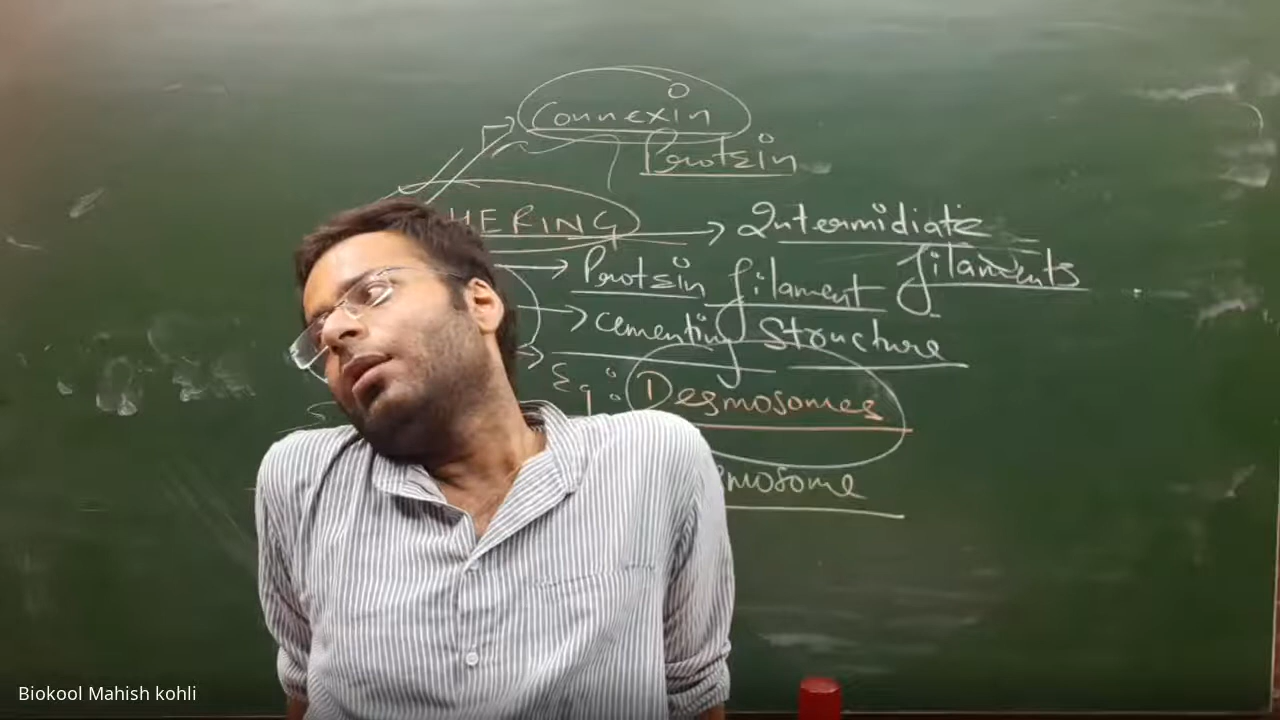 Connexin
Protein
HERING → Intermidiate
filaments
→ Protein filament
→ cementing Structure
→ Eg: Desmosomes
mosome
Biokool Mahish kohli